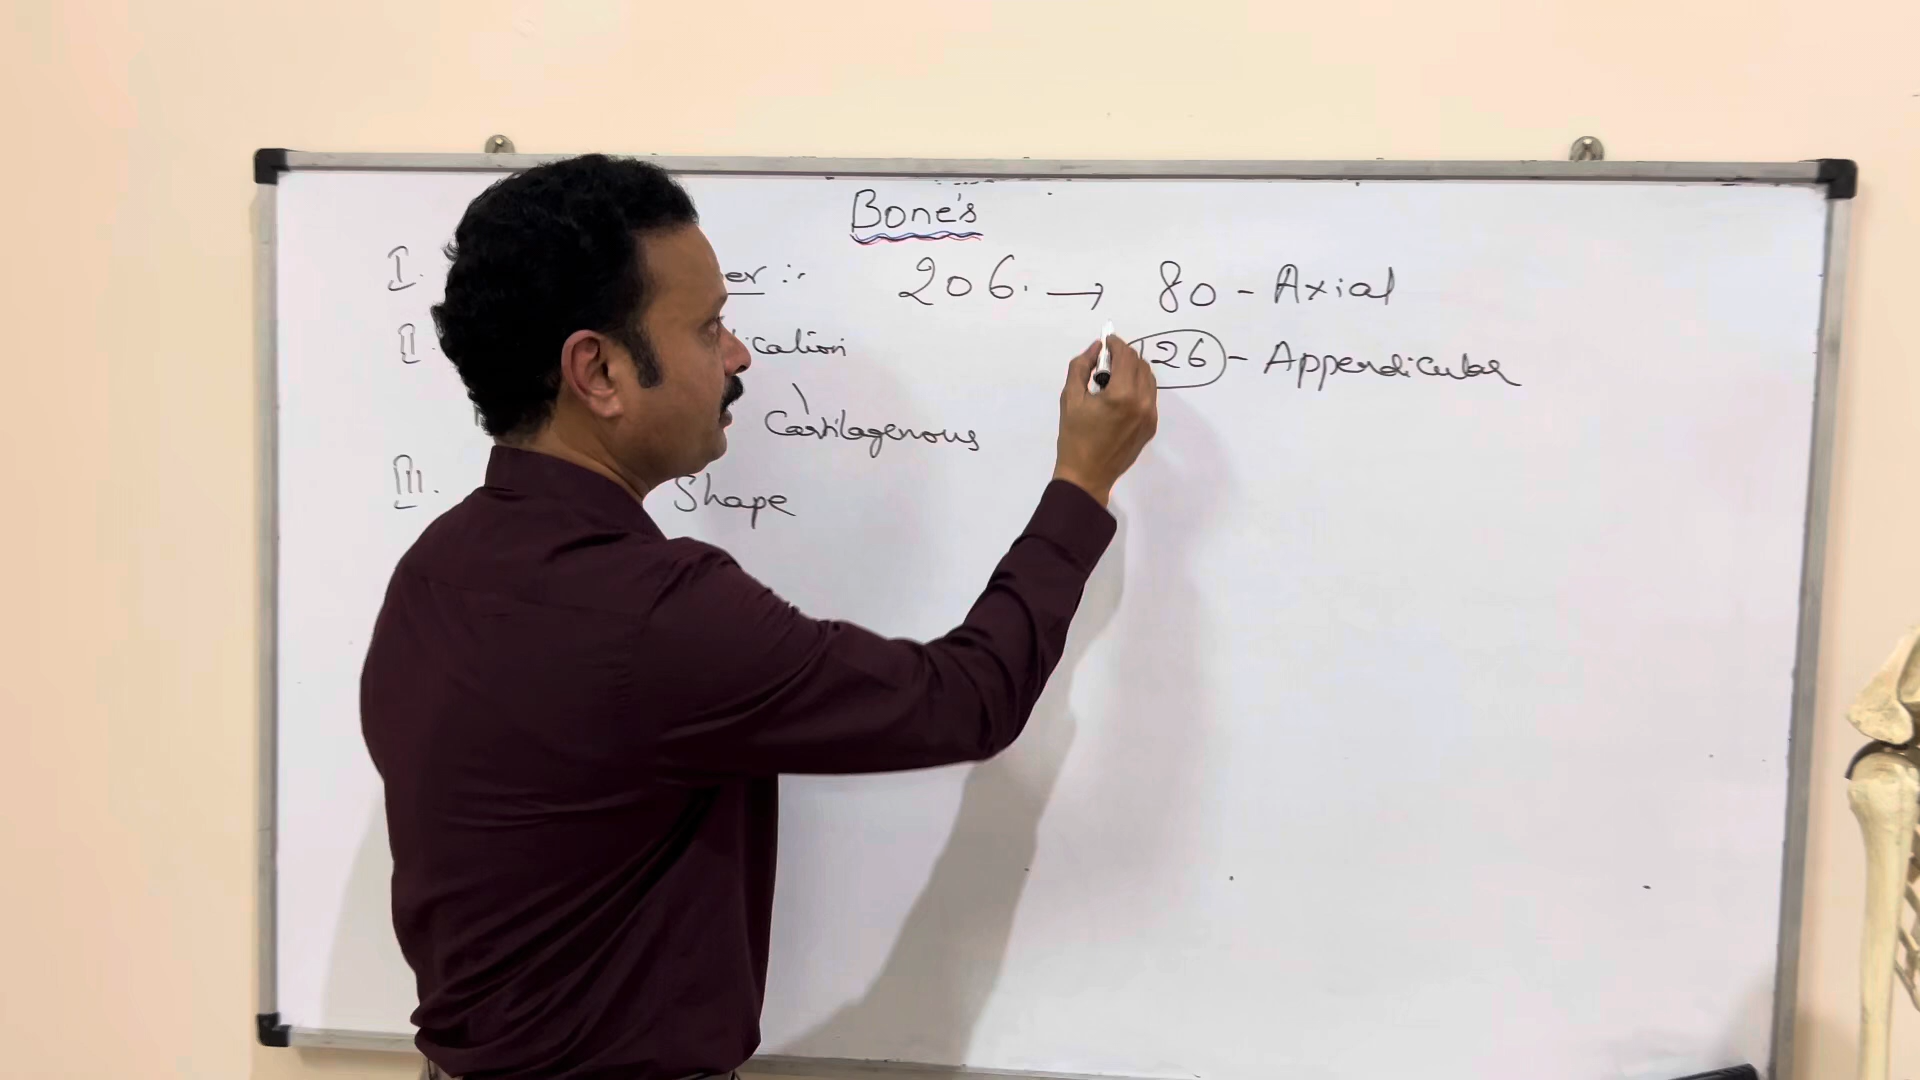 Bone's
I. er :- 206. → 80 - Axial
II. ication 126 - Appendicular
Cartilagenous
III. Shape